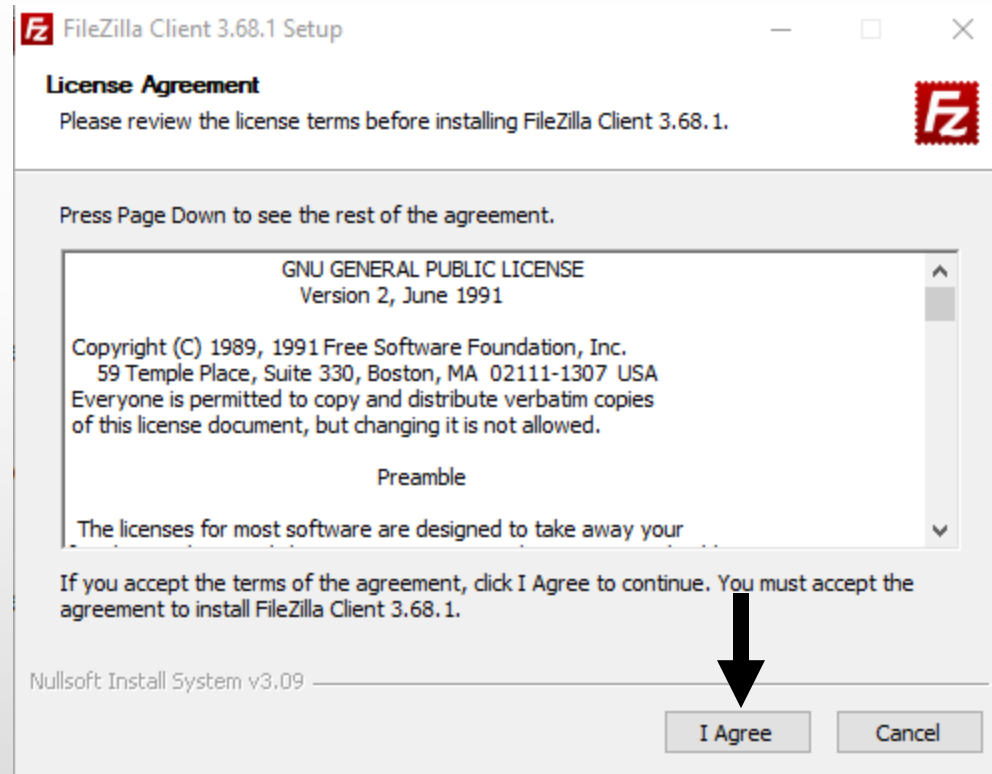 Fz FileZilla Client 3.68.1 Setup
License Agreement
Please review the license terms before installing FileZilla Client 3.68.1.
Fz
Press Page Down to see the rest of the agreement.
GNU GENERAL PUBLIC LICENSE
Version 2, June 1991
Copyright (C) 1989, 1991 Free Software Foundation, Inc.
59 Temple Place, Suite 330, Boston, MA 02111-1307 USA
Everyone is permitted to copy and distribute verbatim copies
of this license document, but changing it is not allowed.
Preamble
The licenses for most software are designed to take away your
If you accept the terms of the agreement, click I Agree to continue. You must accept the
agreement to install FileZilla Client 3.68.1.
Nullsoft Install System v3.09
I Agree Cancel